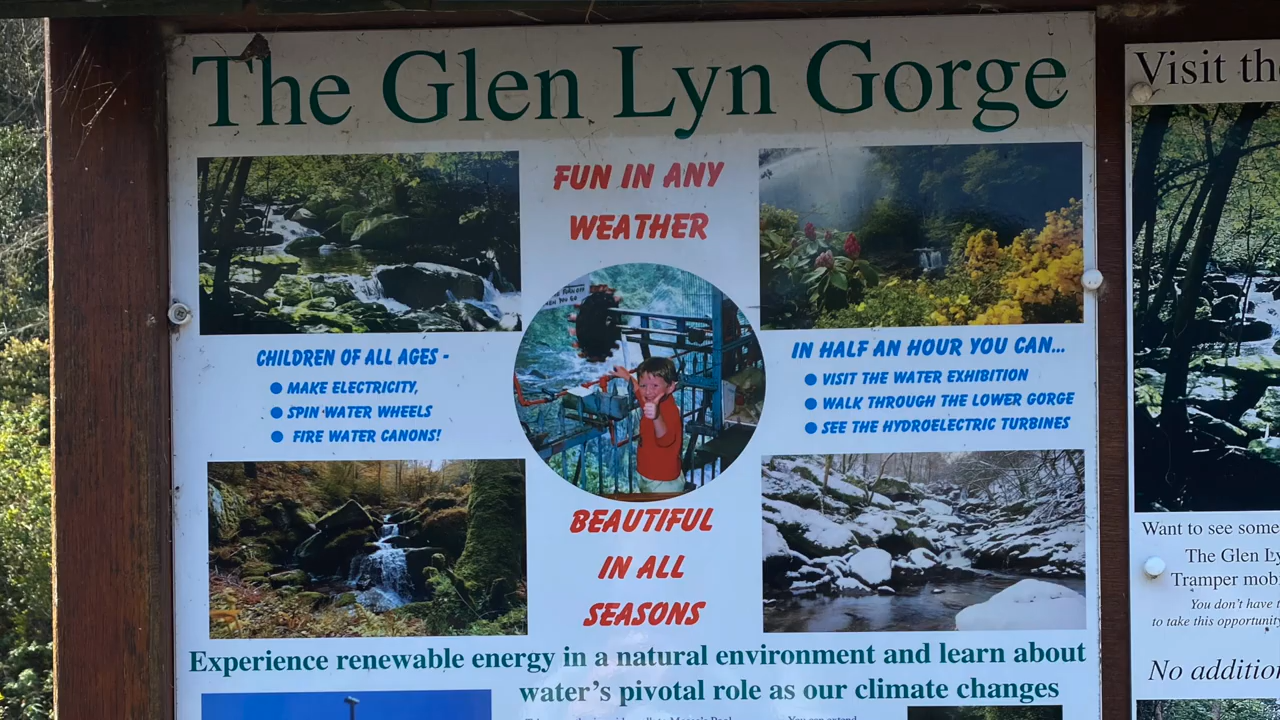 The Glen Lyn Gorge
FUN IN ANY
WEATHER
CHILDREN OF ALL AGES -
MAKE ELECTRICITY,
SPIN WATER WHEELS
FIRE WATER CANONS!
IN HALF AN HOUR YOU CAN...
VISIT THE WATER EXHIBITION
WALK THROUGH THE LOWER GORGE
SEE THE HYDROELECTRIC TURBINES
BEAUTIFUL
IN ALL
SEASONS
Experience renewable energy in a natural environment and learn about
water's pivotal role as our climate changes
Visit th
Want to see some
The Glen Ly
Tramper mob
You don't have
to take this opportunity
No addition